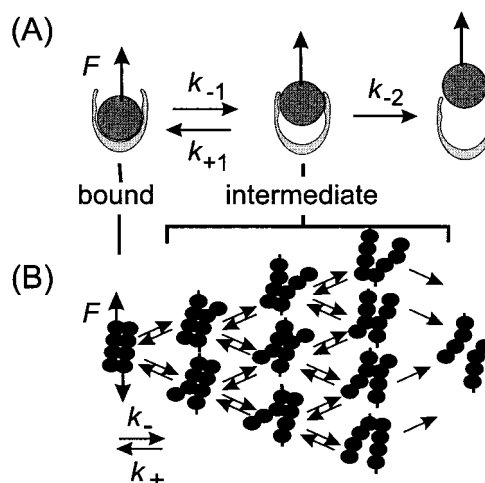 (A)
F
k-1
k+1
k-2
bound
intermediate
(B)
F
k-
k+